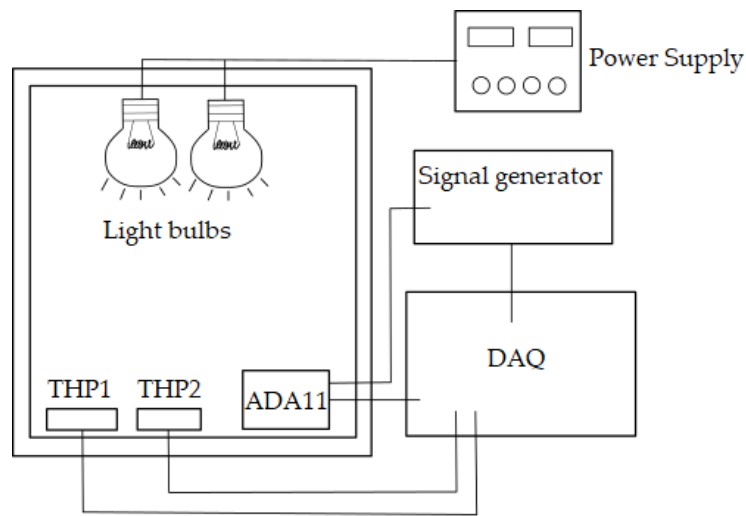 Power Supply
Signal generator
Light bulbs
DAQ
THP1 THP2
ADA11